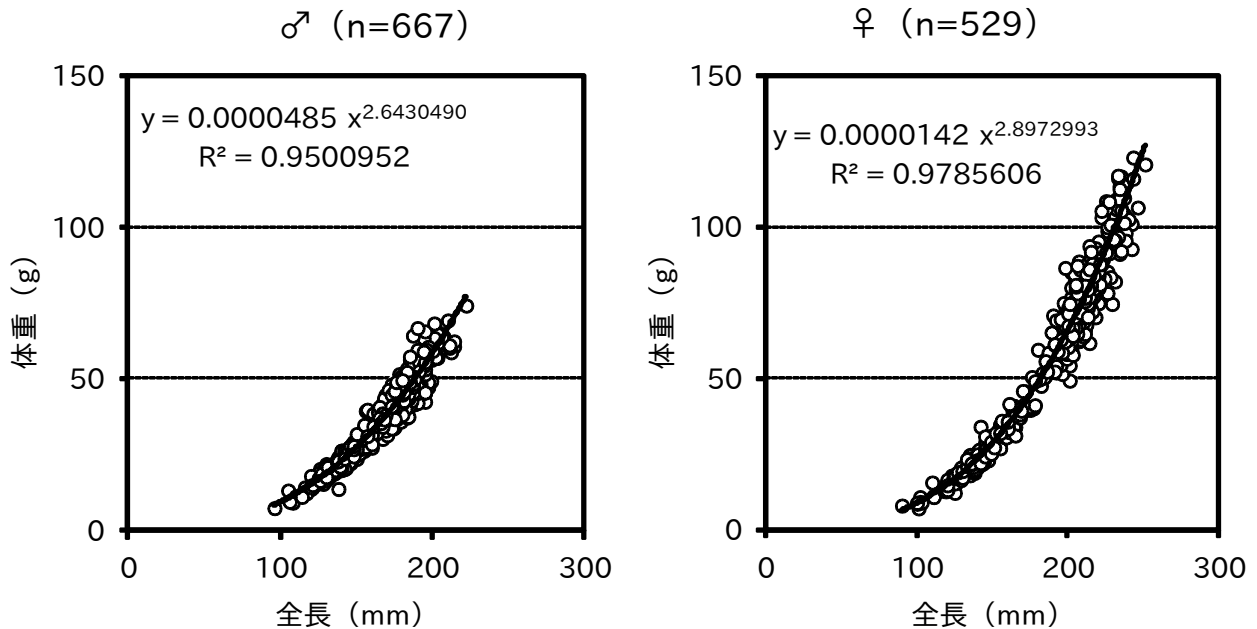 ♂（n=667）
150
y = 0.0000485 x^2.6430490
R² = 0.9500952
100
体重（g）
50
0
0 100 200 300
全長（mm）
♀（n=529）
150
y = 0.0000142 x^2.8972993
R² = 0.9785606
100
体重（g）
50
0
0 100 200 300
全長（mm）